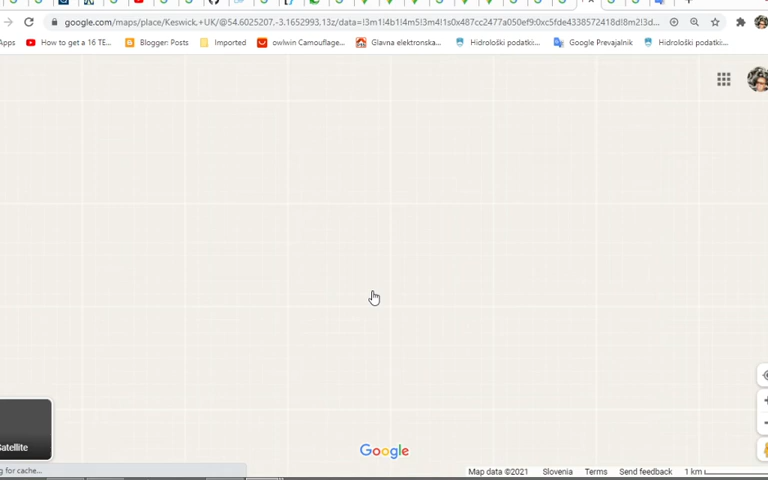 google.com/maps/place/Keswick,+UK/@54.6025207,-3.1652993,13z/data=!3m1!4b1!4m5!3m4!1s0x487cc2477a050ef9:0xc5fde4338572418d!8m2!3d...
Apps How to get a 16 TE... Blogger: Posts Imported owlwin Camouflage... Glavna elektronska... Hidrološki podatki:... Google Prevajalnik Hidrološki podatki:...
Satellite
Google
ng for cache...
Map data ©2021 Slovenia Terms Send feedback 1 km